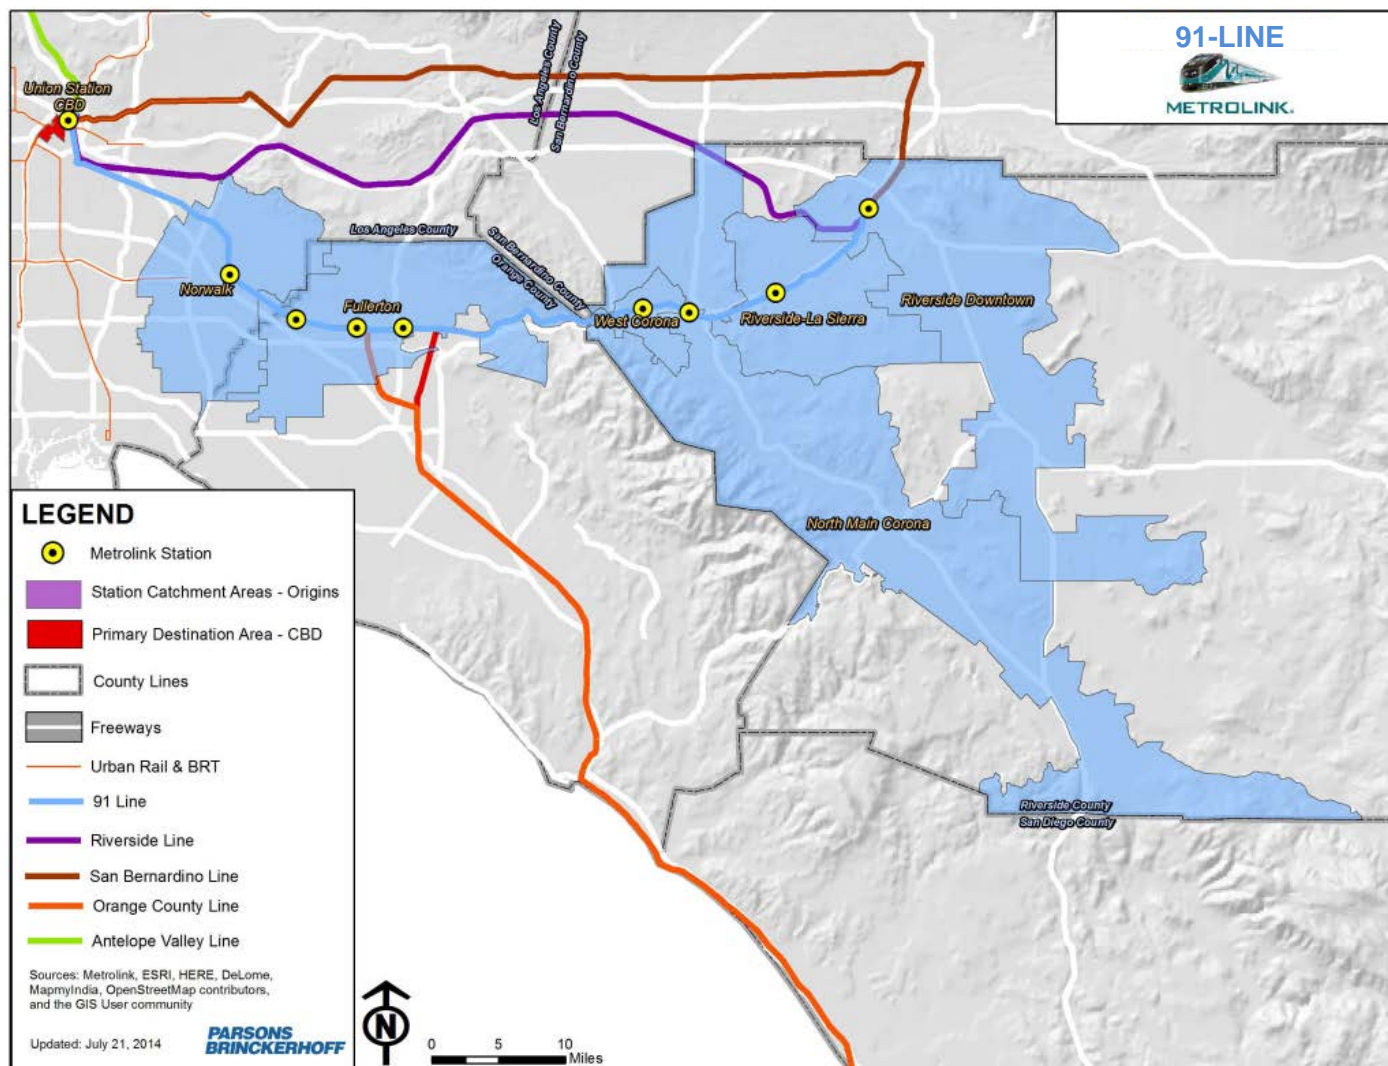 91-LINE
METROLINK.
Union Station
CBD
Los Angeles County
San Bernardino County
Los Angeles County
San Bernardino County
Orange County
Norwalk
Fullerton
West Corona
Riverside-La Sierra
Riverside Downtown
North Main Corona
Riverside County
San Diego County
LEGEND
Metrolink Station
Station Catchment Areas - Origins
Primary Destination Area - CBD
County Lines
Freeways
Urban Rail & BRT
91 Line
Riverside Line
San Bernardino Line
Orange County Line
Antelope Valley Line
Sources: Metrolink, ESRI, HERE, DeLorme,
MapmyIndia, OpenStreetMap contributors,
and the GIS User community
Updated: July 21, 2014
PARSONS
BRINCKERHOFF
N
0 5 10
Miles